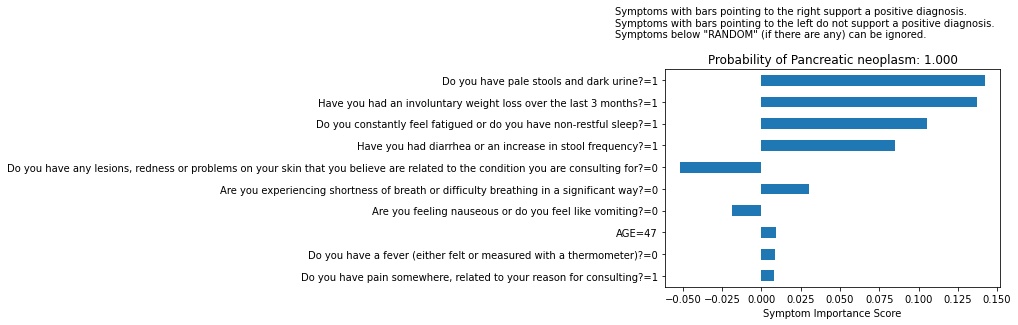 Symptoms with bars pointing to the right support a positive diagnosis.
Symptoms with bars pointing to the left do not support a positive diagnosis.
Symptoms below "RANDOM" (if there are any) can be ignored.
Probability of Pancreatic neoplasm: 1.000
Do you have pale stools and dark urine?=1
Have you had an involuntary weight loss over the last 3 months?=1
Do you constantly feel fatigued or do you have non-restful sleep?=1
Have you had diarrhea or an increase in stool frequency?=1
Do you have any lesions, redness or problems on your skin that you believe are related to the condition you are consulting for?=0
Are you experiencing shortness of breath or difficulty breathing in a significant way?=0
Are you feeling nauseous or do you feel like vomiting?=0
AGE=47
Do you have a fever (either felt or measured with a thermometer)?=0
Do you have pain somewhere, related to your reason for consulting?=1
−0.050 −0.025 0.000 0.025 0.050 0.075 0.100 0.125 0.150
Symptom Importance Score